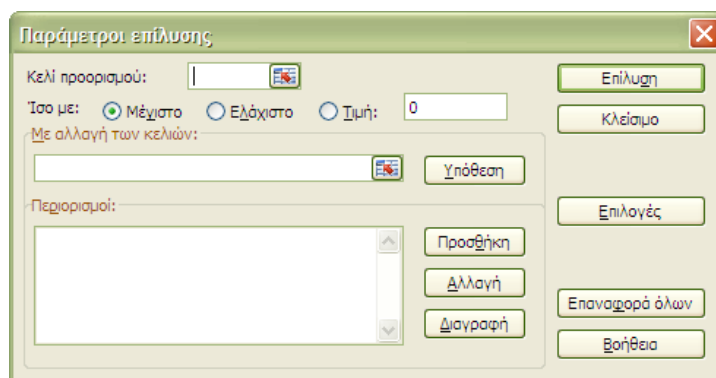 Παράμετροι επίλυσης
Κελί προορισμού:
Επίλυση
Ίσο με: Μέγιστο Ελάχιστο Τιμή: 0
Κλείσιμο
Με αλλαγή των κελιών:
Υπόθεση
Περιορισμοί:
Επιλογές
Προσθήκη
Αλλαγή
Επαναφορά όλων
Διαγραφή
Βοήθεια